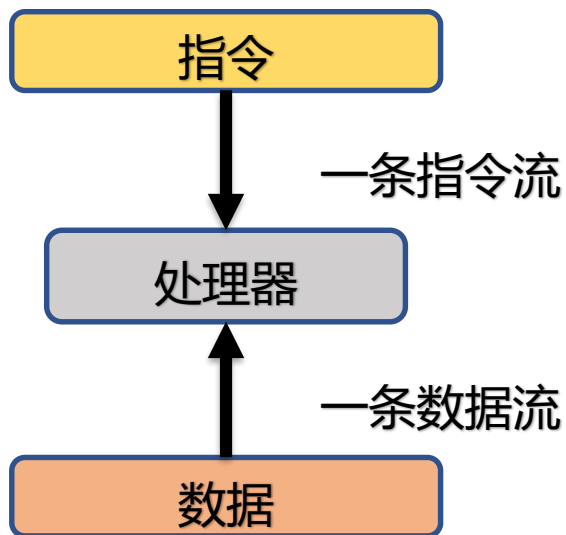 指令
一条指令流
处理器
一条数据流
数据